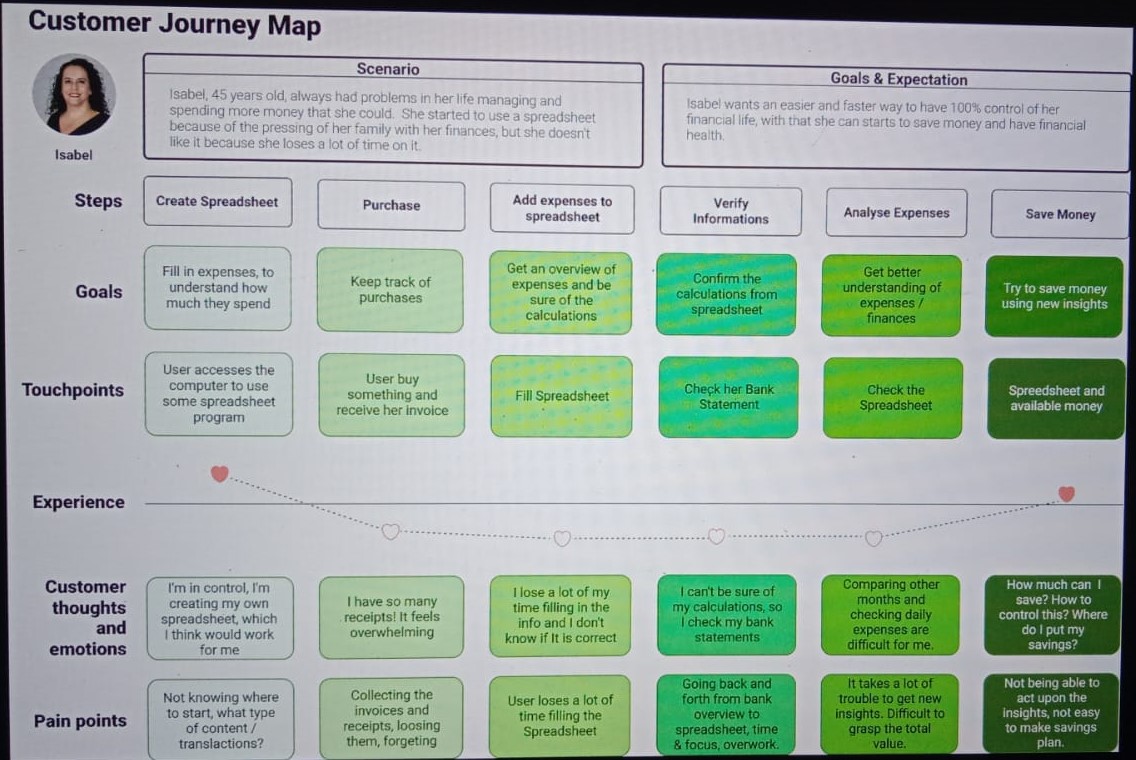 Customer Journey Map
Scenario
Isabel, 45 years old, always had problems in her life managing and
spending more money that she could. She started to use a spreadsheet
because of the pressing of her family with her finances, but she doesn't
like it because she loses a lot of time on it.
Goals & Expectation
Isabel wants an easier and faster way to have 100% control of her
financial life, with that she can starts to save money and have financial
health.
Isabel
Steps
Create Spreadsheet
Purchase
Add expenses to
spreadsheet
Verify
Informations
Analyse Expenses
Save Money
Goals
Fill in expenses, to
understand how
much they spend
Keep track of
purchases
Get an overview of
expenses and be
sure of the
calculations
Confirm the
calculations from
spreadsheet
Get better
understanding of
expenses /
finances
Try to save money
using new insights
Touchpoints
User accesses the
computer to use
some spreadsheet
program
User buy
something and
receive her invoice
Fill Spreadsheet
Check her Bank
Statement
Check the
Spreadsheet
Spreedsheet and
available money
Experience
Customer
thoughts
and
emotions
I'm in control, I'm
creating my own
spreadsheet, which
I think would work
for me
I have so many
receipts! It feels
overwhelming
I lose a lot of my
time filling in the
info and I don't
know if It is correct
I can't be sure of
my calculations, so
I check my bank
statements
Comparing other
months and
checking daily
expenses are
difficult for me.
How much can I
save? How to
control this? Where
do I put my
savings?
Pain points
Not knowing where
to start, what type
of content /
translactions?
Collecting the
invoices and
receipts, loosing
them, forgeting
User loses a lot of
time filling the
Spreadsheet
Going back and
forth from bank
overview to
spreadsheet, time
& focus, overwork.
It takes a lot of
trouble to get new
insights. Difficult to
grasp the total
value.
Not being able to
act upon the
insights, not easy
to make savings
plan.